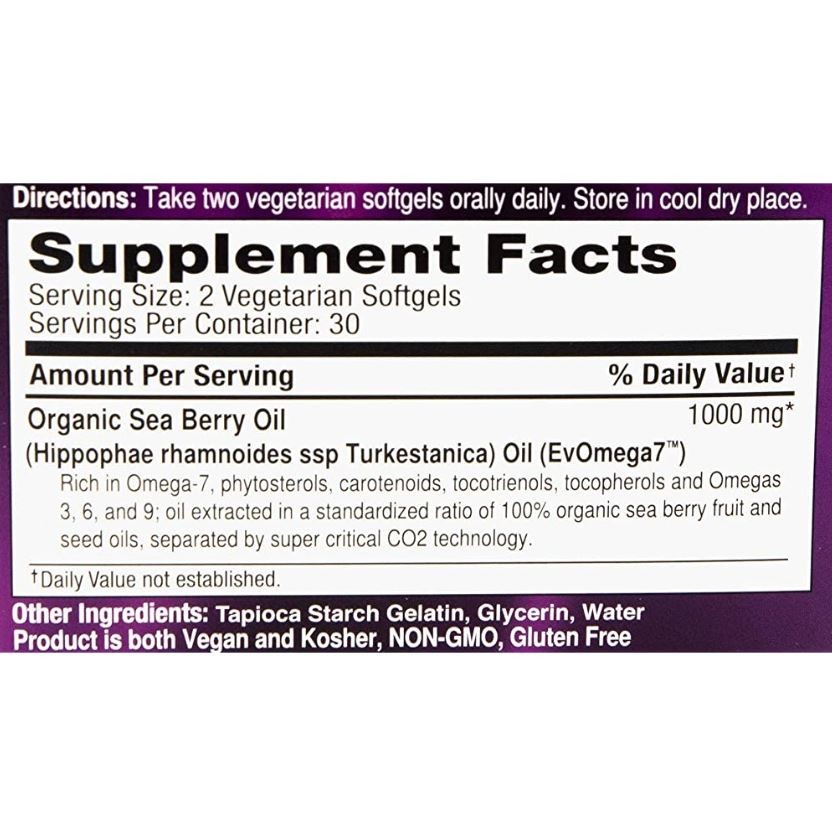 Directions: Take two vegetarian softgels orally daily. Store in cool dry place.
Supplement Facts
Serving Size: 2 Vegetarian Softgels
Servings Per Container: 30
Amount Per Serving % Daily Value†
Organic Sea Berry Oil 1000 mg*
(Hippophae rhamnoides ssp Turkestanica) Oil (EvOmega7™)
Rich in Omega-7, phytosterols, carotenoids, tocotrienols, tocopherols and Omegas
3, 6, and 9; oil extracted in a standardized ratio of 100% organic sea berry fruit and
seed oils, separated by super critical CO2 technology.
†Daily Value not established.
Other Ingredients: Tapioca Starch Gelatin, Glycerin, Water
Product is both Vegan and Kosher, NON-GMO, Gluten Free